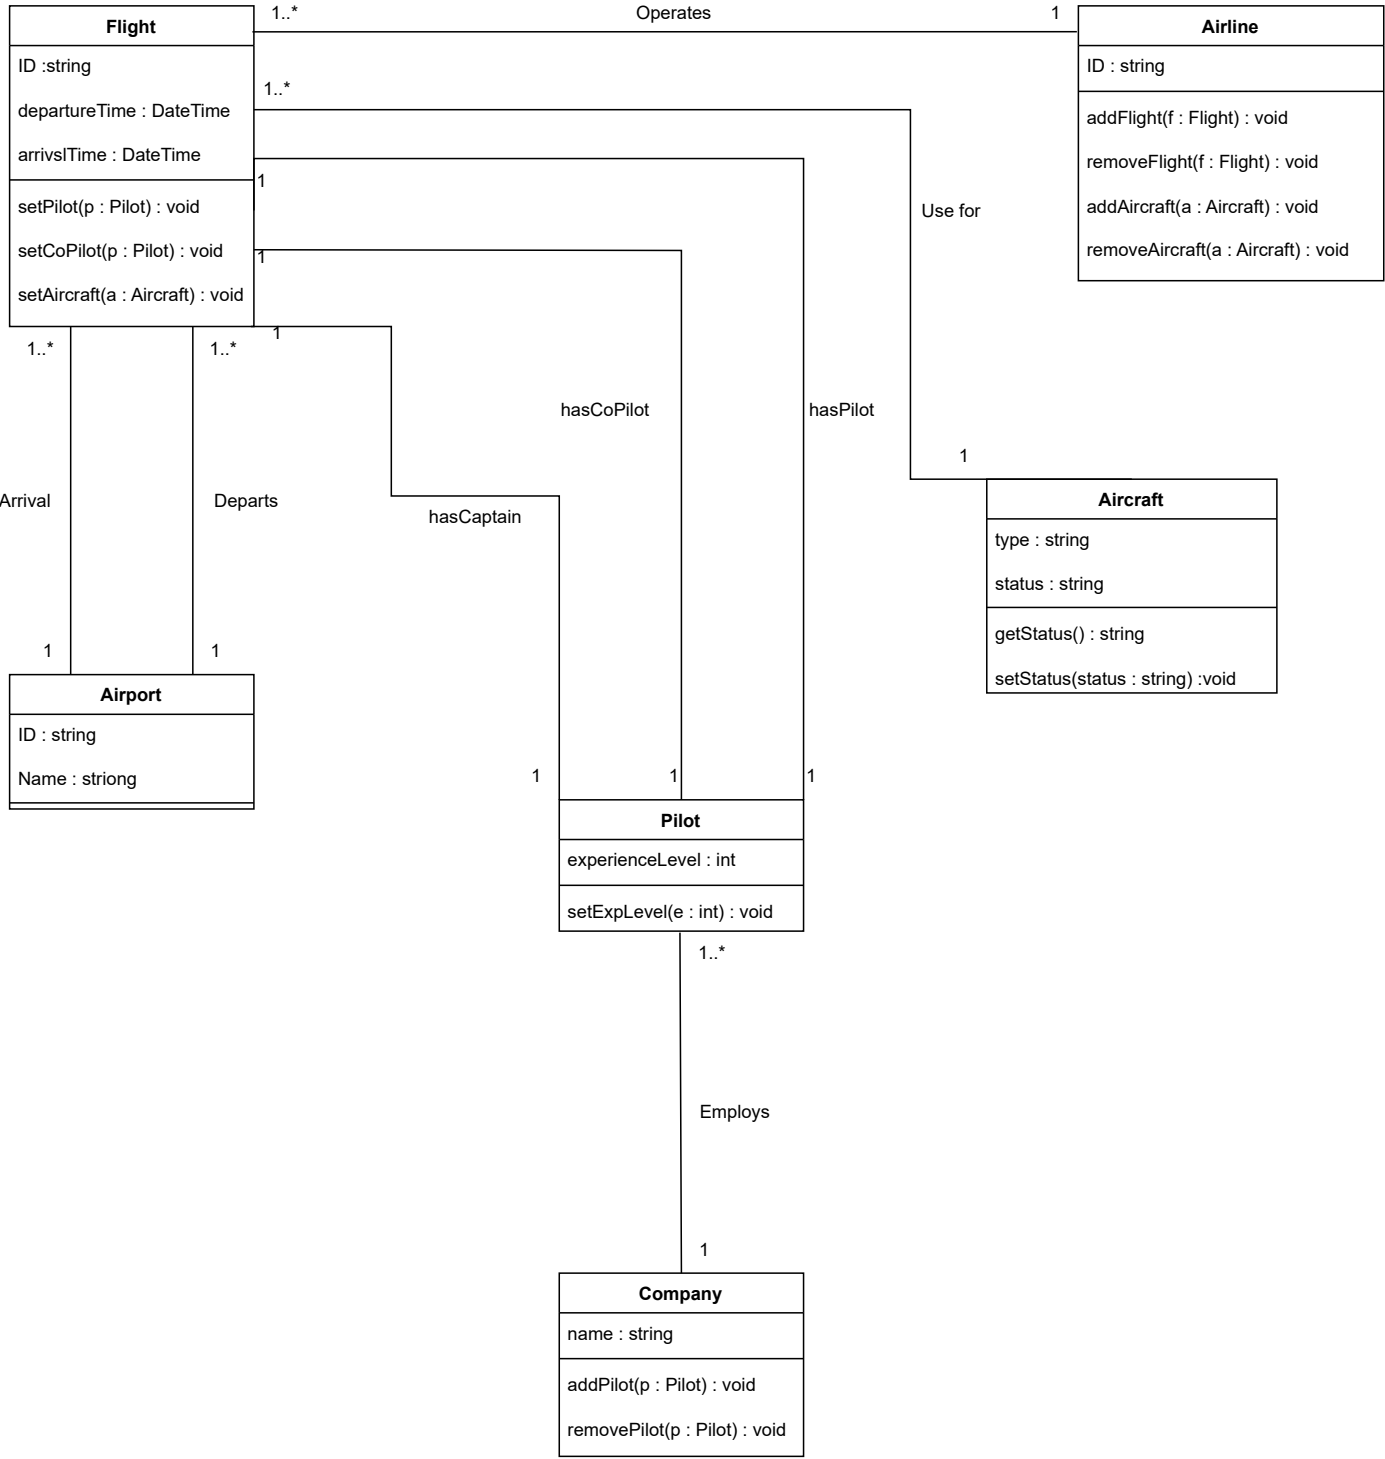 1..*
Operates
1
Flight
Airline
ID :string
ID : string
departureTime : DateTime
1..*
addFlight(f : Flight) : void
arrivslTime : DateTime
removeFlight(f : Flight) : void
1
setPilot(p : Pilot) : void
Use for
addAircraft(a : Aircraft) : void
setCoPilot(p : Pilot) : void
1
removeAircraft(a : Aircraft) : void
setAircraft(a : Aircraft) : void
1
1..*
1..*
hasCoPilot
hasPilot
1
Arrival
Departs
hasCaptain
Aircraft
type : string
status : string
getStatus() : string
setStatus(status : string) :void
1
1
Airport
ID : string
Name : striong
1
1
1
Pilot
experienceLevel : int
setExpLevel(e : int) : void
1..*
Employs
1
Company
name : string
addPilot(p : Pilot) : void
removePilot(p : Pilot) : void